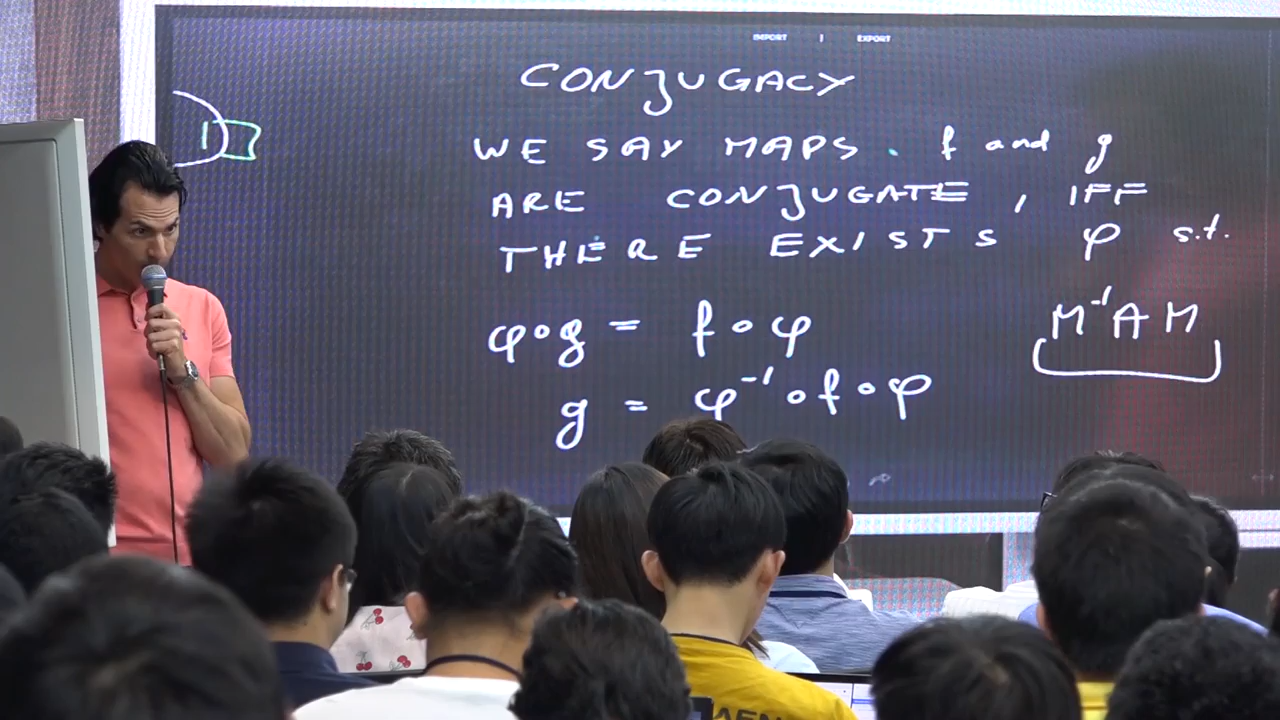 IMPORT | EXPORT
CONJUGACY
WE SAY MAPS f and g
ARE CONJUGATE, IFF
THERE EXISTS φ s.t.
φ∘g = f∘φ
M⁻¹AM
g = φ⁻¹∘f∘φ